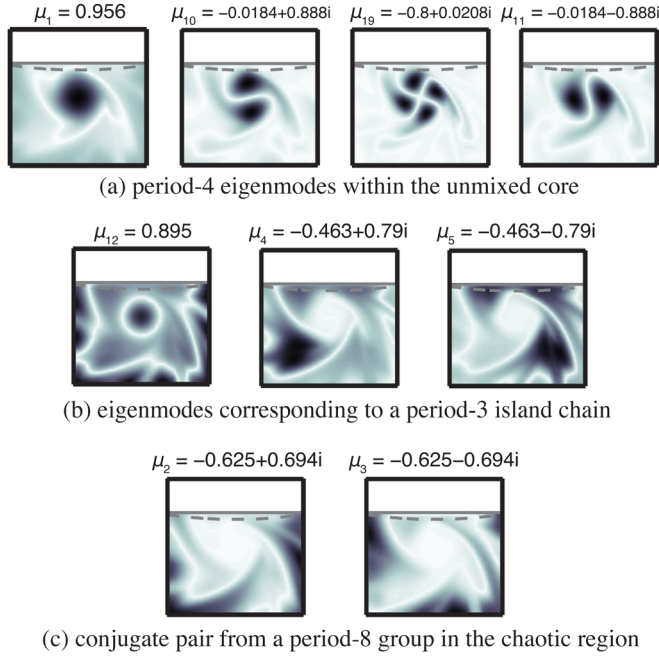 μ₁ = 0.956 μ₁₀ = −0.0184+0.888i μ₁₉ = −0.8+0.0208i μ₁₁ = −0.0184−0.888i
(a) period-4 eigenmodes within the unmixed core
μ₁₂ = 0.895 μ₄ = −0.463+0.79i μ₅ = −0.463−0.79i
(b) eigenmodes corresponding to a period-3 island chain
μ₂ = −0.625+0.694i μ₃ = −0.625−0.694i
(c) conjugate pair from a period-8 group in the chaotic region